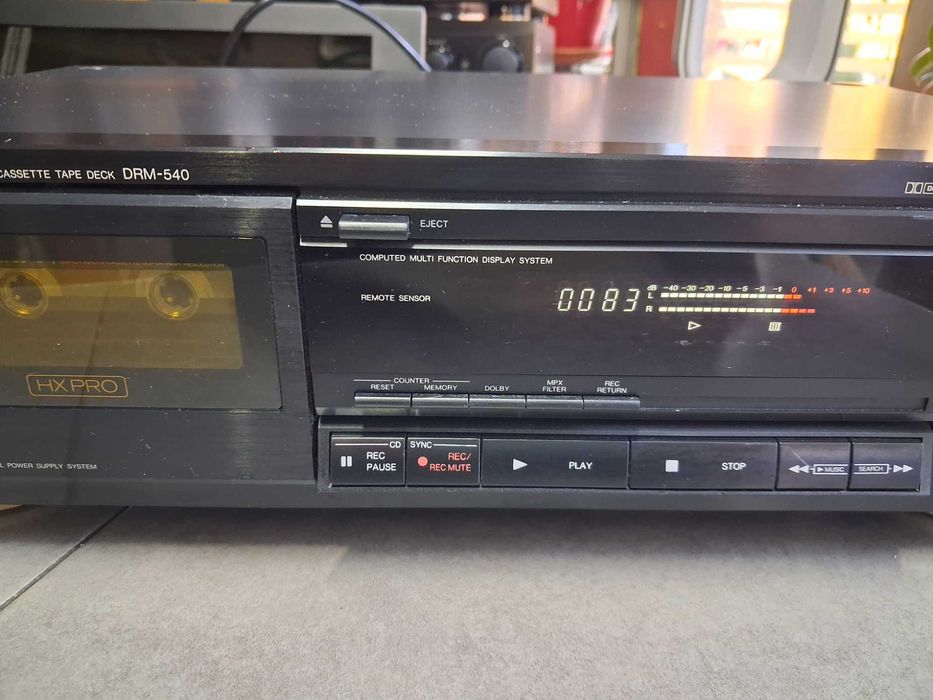 CASSETTE TAPE DECK DRM-540
EJECT
COMPUTED MULTI FUNCTION DISPLAY SYSTEM
REMOTE SENSOR
0083
dB -40 -30 -20 -10 -5 -3 -1 0 +1 +3 +5 +10
L
R
HX PRO
COUNTER
RESET MEMORY DOLBY MPX FILTER REC RETURN
CD SYNC
REC PAUSE
REC/ REC MUTE
PLAY
STOP
MUSIC
SEARCH
POWER SUPPLY SYSTEM